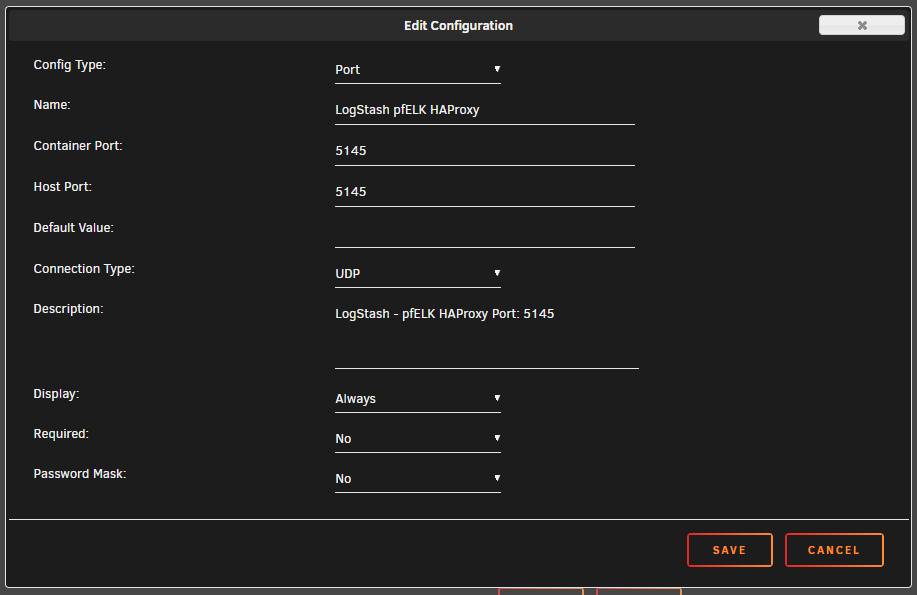 Edit Configuration
Config Type: Port
Name: LogStash pfELK HAProxy
Container Port: 5145
Host Port: 5145
Default Value:
Connection Type: UDP
Description: LogStash - pfELK HAProxy Port: 5145
Display: Always
Required: No
Password Mask: No
SAVE CANCEL